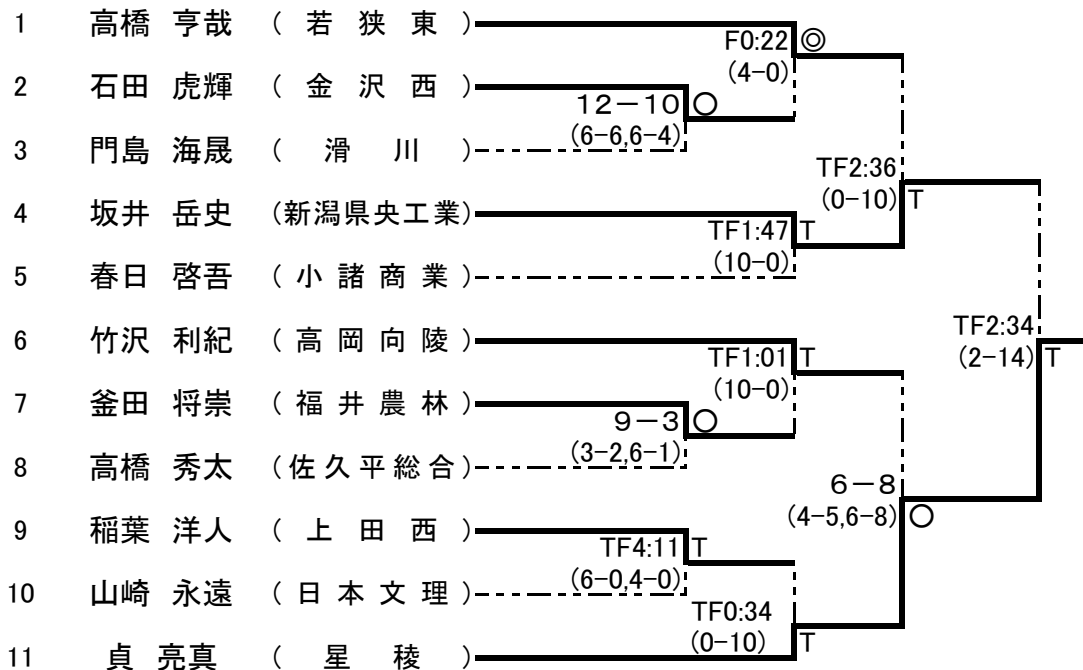 1 高橋 亨哉 (若狭東)
F0:22 ◎
(4-0)
2 石田 虎輝 (金沢西)
12-10 ○
(6-6,6-4)
3 門島 海晟 (滑川)
TF2:36
(0-10) T
4 坂井 岳史 (新潟県央工業)
TF1:47 T
(10-0)
5 春日 啓吾 (小諸商業)
TF2:34
(2-14) T
6 竹沢 利紀 (高岡向陵)
TF1:01 T
(10-0)
7 釜田 将崇 (福井農林)
9-3 ○
(3-2,6-1)
8 高橋 秀太 (佐久平総合)
6-8
(4-5,6-8) ○
9 稲葉 洋人 (上田西)
TF4:11 T
(6-0,4-0)
10 山崎 永遠 (日本文理)
TF0:34
(0-10) T
11 貞 亮真 (星稜)